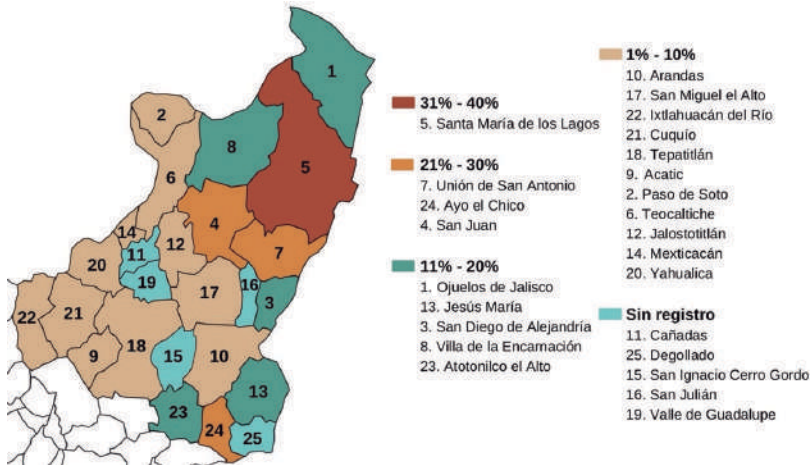 1
2
8
5
6
4
7
14
12
11
20
19
16
17
3
22
21
18
15
10
9
13
23
24
25
31% - 40%
5. Santa María de los Lagos
21% - 30%
7. Unión de San Antonio
24. Ayo el Chico
4. San Juan
11% - 20%
1. Ojuelos de Jalisco
13. Jesús María
3. San Diego de Alejandría
8. Villa de la Encarnación
23. Atotonilco el Alto
1% - 10%
10. Arandas
17. San Miguel el Alto
22. Ixtlahuacán del Río
21. Cuquío
18. Tepatitlán
9. Acatic
2. Paso de Soto
6. Teocaltiche
12. Jalostotitlán
14. Mexticacán
20. Yahualica
Sin registro
11. Cañadas
25. Degollado
15. San Ignacio Cerro Gordo
16. San Julián
19. Valle de Guadalupe